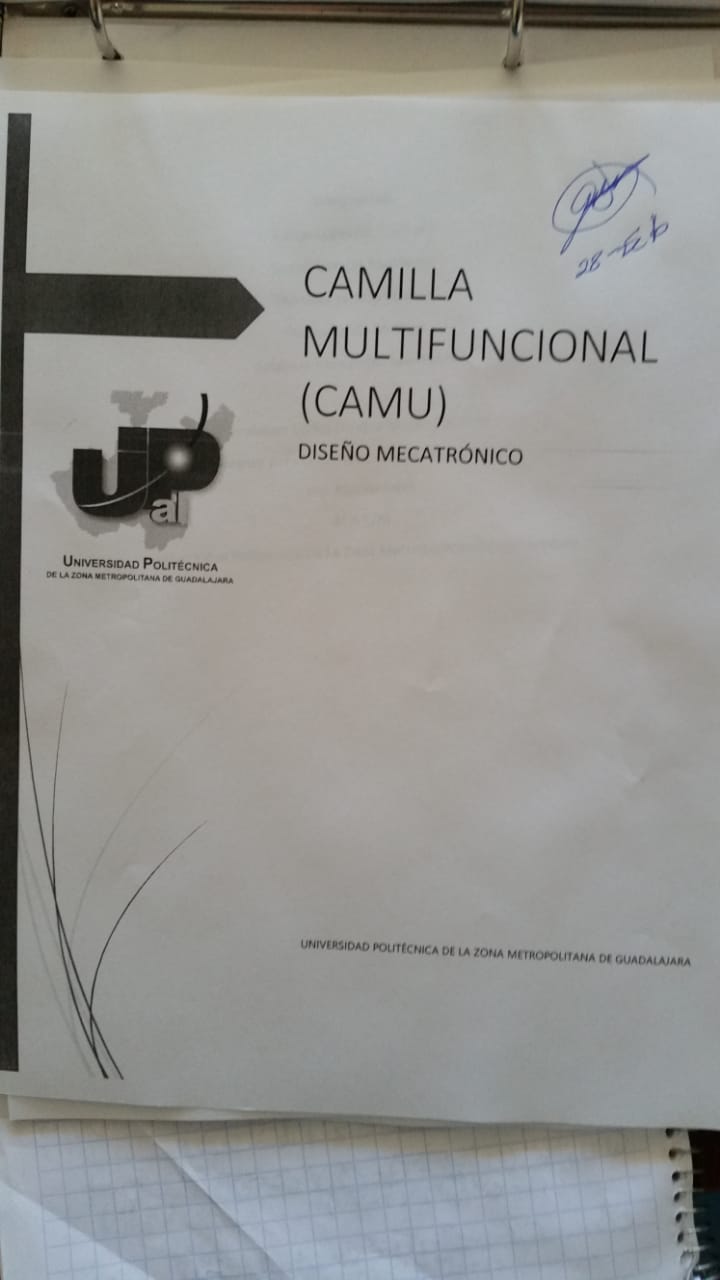 28-Feb
CAMILLA
MULTIFUNCIONAL
(CAMU)
DISEÑO MECATRÓNICO
UPal
UNIVERSIDAD POLITÉCNICA
DE LA ZONA METROPOLITANA DE GUADALAJARA
UNIVERSIDAD POLITÉCNICA DE LA ZONA METROPOLITANA DE GUADALAJARA